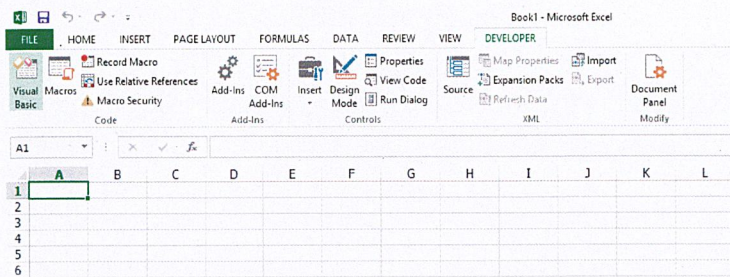 Book1 - Microsoft Excel
FILE HOME INSERT PAGE LAYOUT FORMULAS DATA REVIEW VIEW DEVELOPER
Visual Basic
Macros
Record Macro
Use Relative References
Macro Security
Code
Add-Ins
COM Add-Ins
Add-Ins
Insert
Design Mode
Properties
View Code
Run Dialog
Controls
Source
Map Properties
Expansion Packs
Refresh Data
Import
Export
XML
Document Panel
Modify
A1 fx
A B C D E F G H I J K L
1
2
3
4
5
6